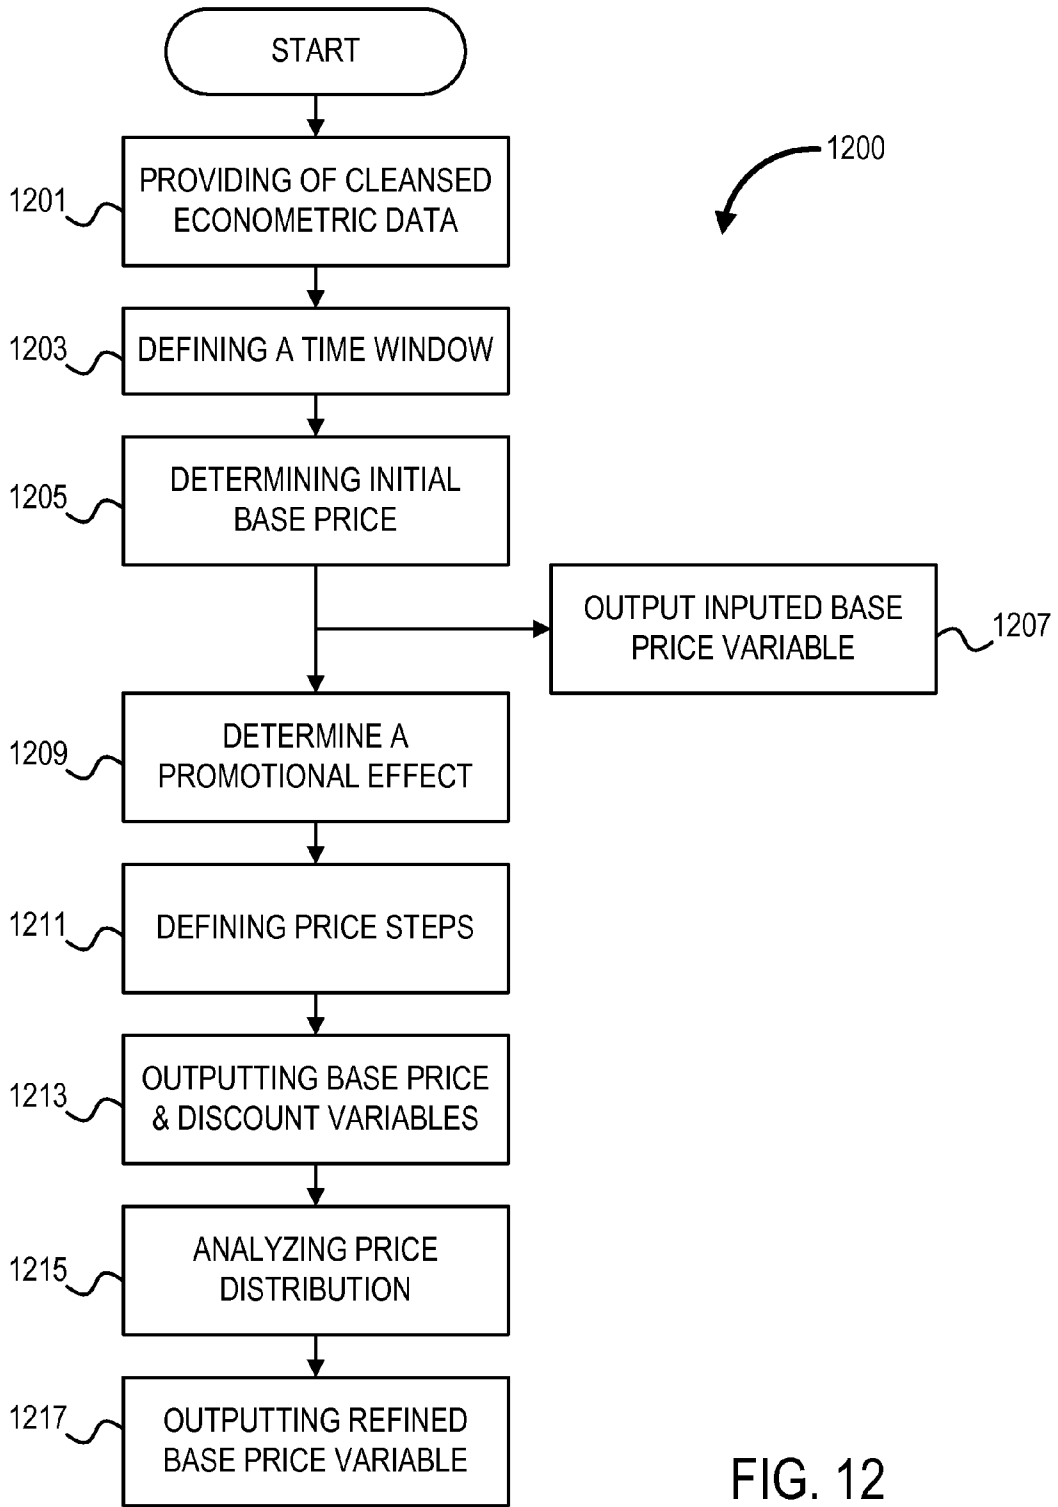 START
1200
1201
PROVIDING OF CLEANSED
ECONOMETRIC DATA
1203
DEFINING A TIME WINDOW
1205
DETERMINING INITIAL
BASE PRICE
OUTPUT INPUTED BASE
PRICE VARIABLE
1207
1209
DETERMINE A
PROMOTIONAL EFFECT
1211
DEFINING PRICE STEPS
1213
OUTPUTTING BASE PRICE
& DISCOUNT VARIABLES
1215
ANALYZING PRICE
DISTRIBUTION
1217
OUTPUTTING REFINED
BASE PRICE VARIABLE
FIG. 12